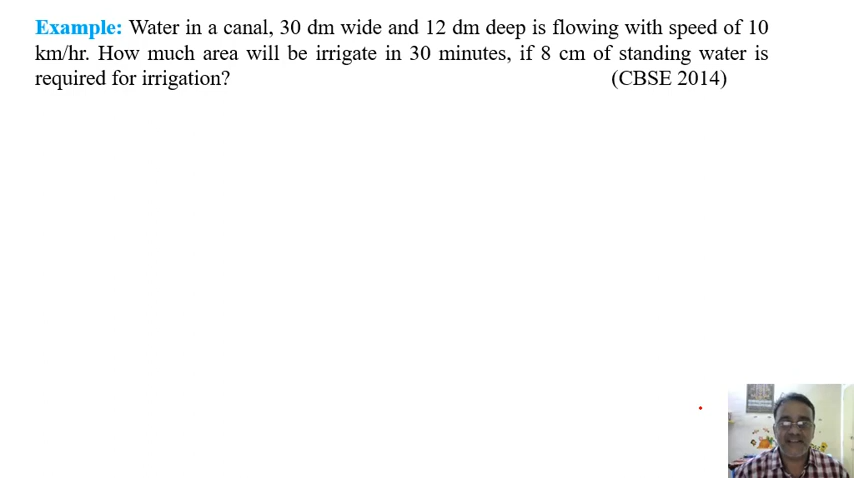 Example: Water in a canal, 30 dm wide and 12 dm deep is flowing with speed of 10
km/hr. How much area will be irrigate in 30 minutes, if 8 cm of standing water is
required for irrigation? (CBSE 2014)